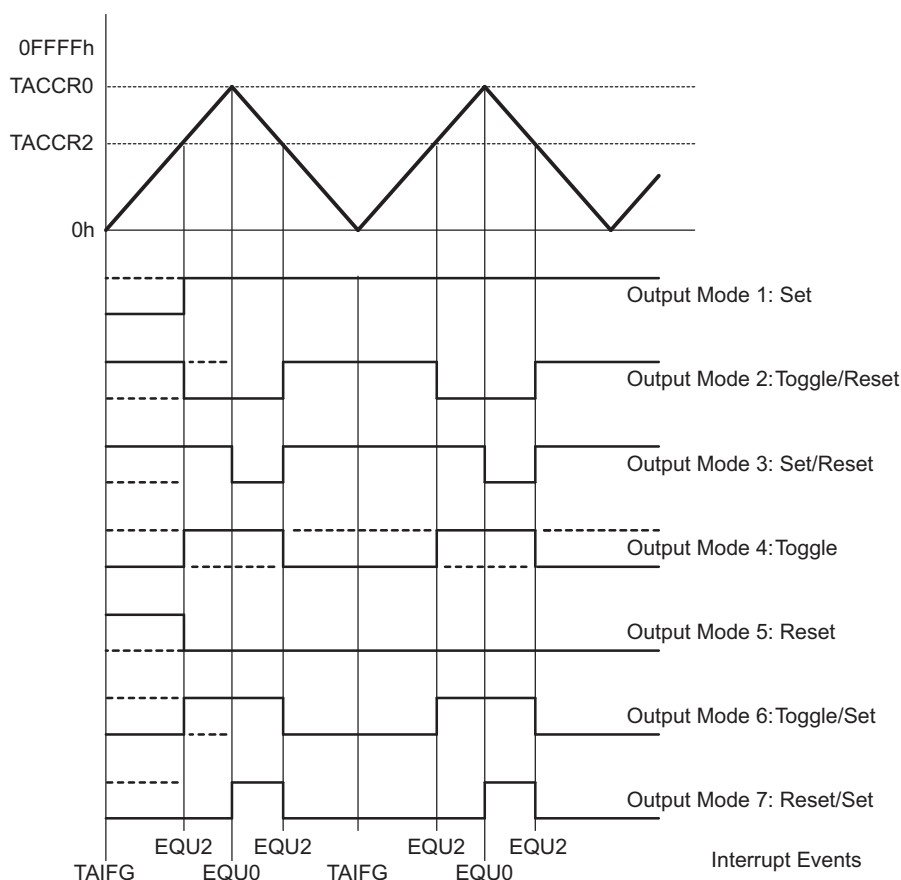 0FFFFh
TACCR0
TACCR2
0h
Output Mode 1: Set
Output Mode 2:Toggle/Reset
Output Mode 3: Set/Reset
Output Mode 4:Toggle
Output Mode 5: Reset
Output Mode 6:Toggle/Set
Output Mode 7: Reset/Set
EQU2 EQU2 EQU2 EQU2
TAIFG EQU0 TAIFG EQU0 Interrupt Events